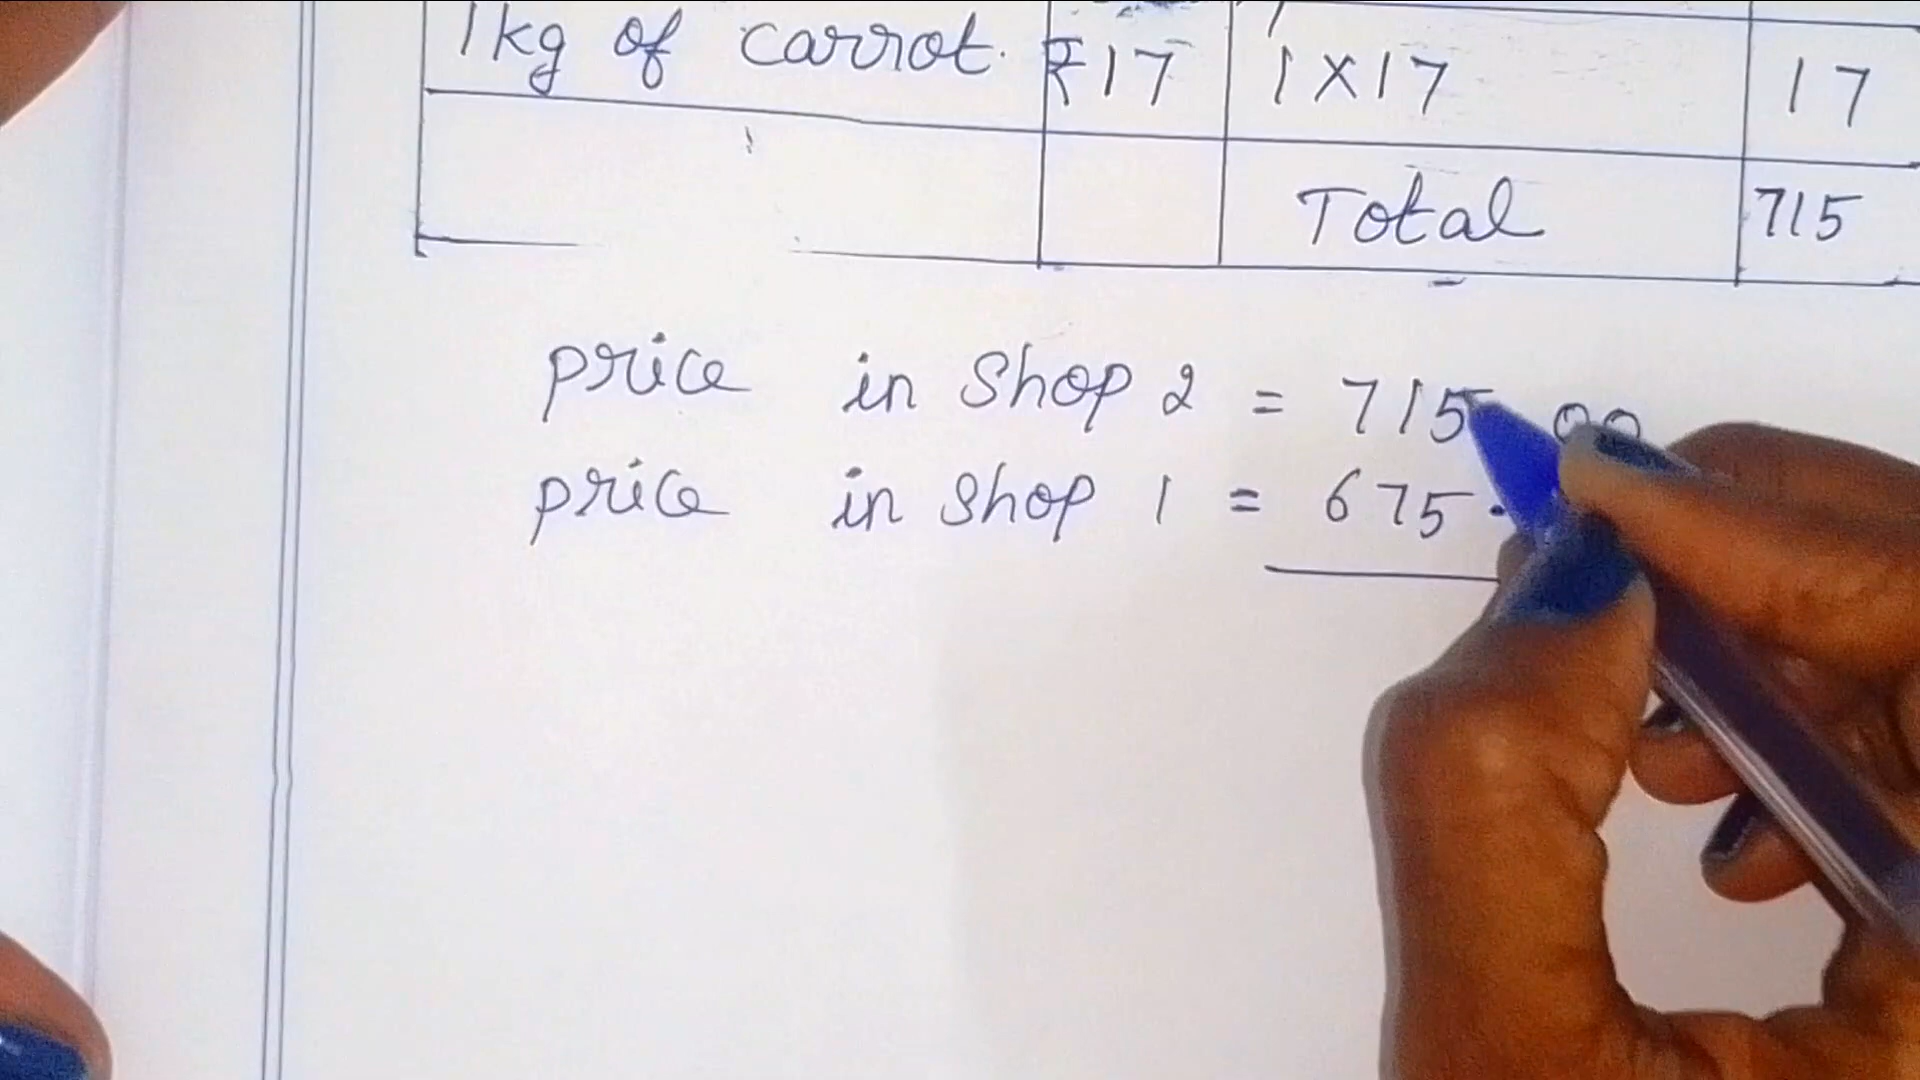 1kg of carrot. ₹17 1×17 17
Total 715
price in Shop 2 = 715 00
price in shop 1 = 675.